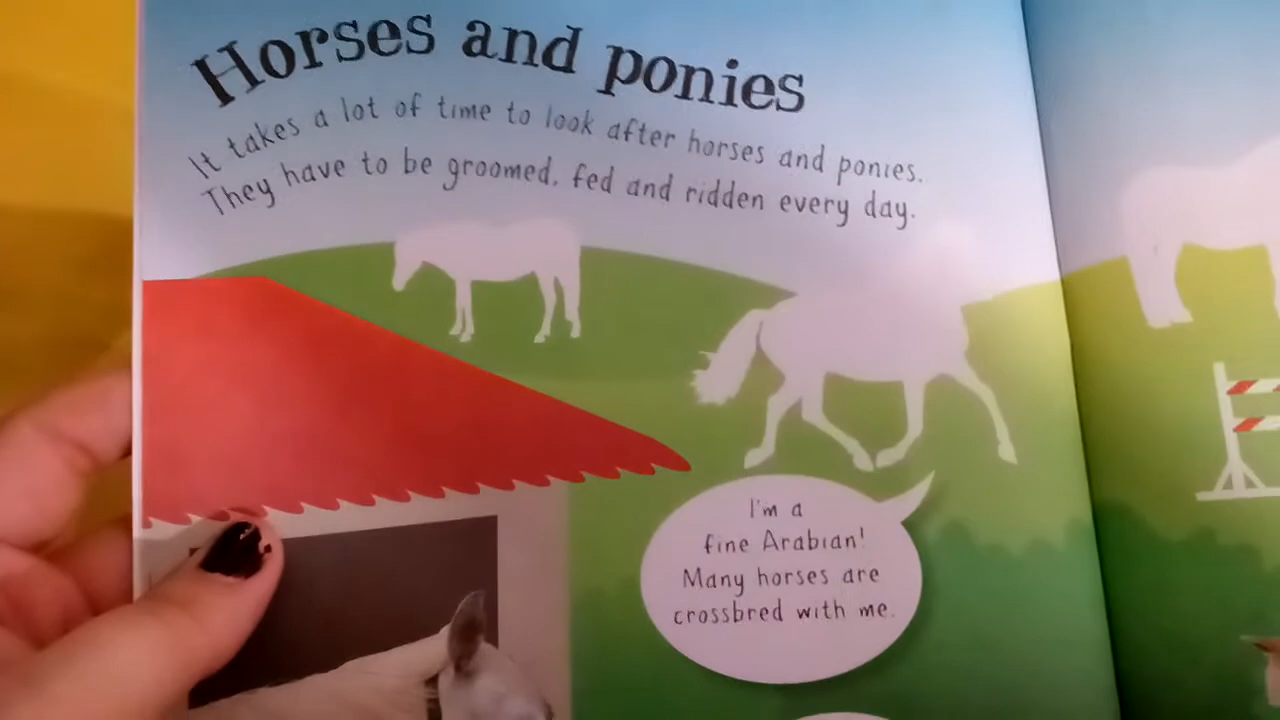 Horses and ponies
It takes a lot of time to look after horses and ponies.
They have to be groomed, fed and ridden every day.
I'm a
fine Arabian!
Many horses are
crossbred with me.